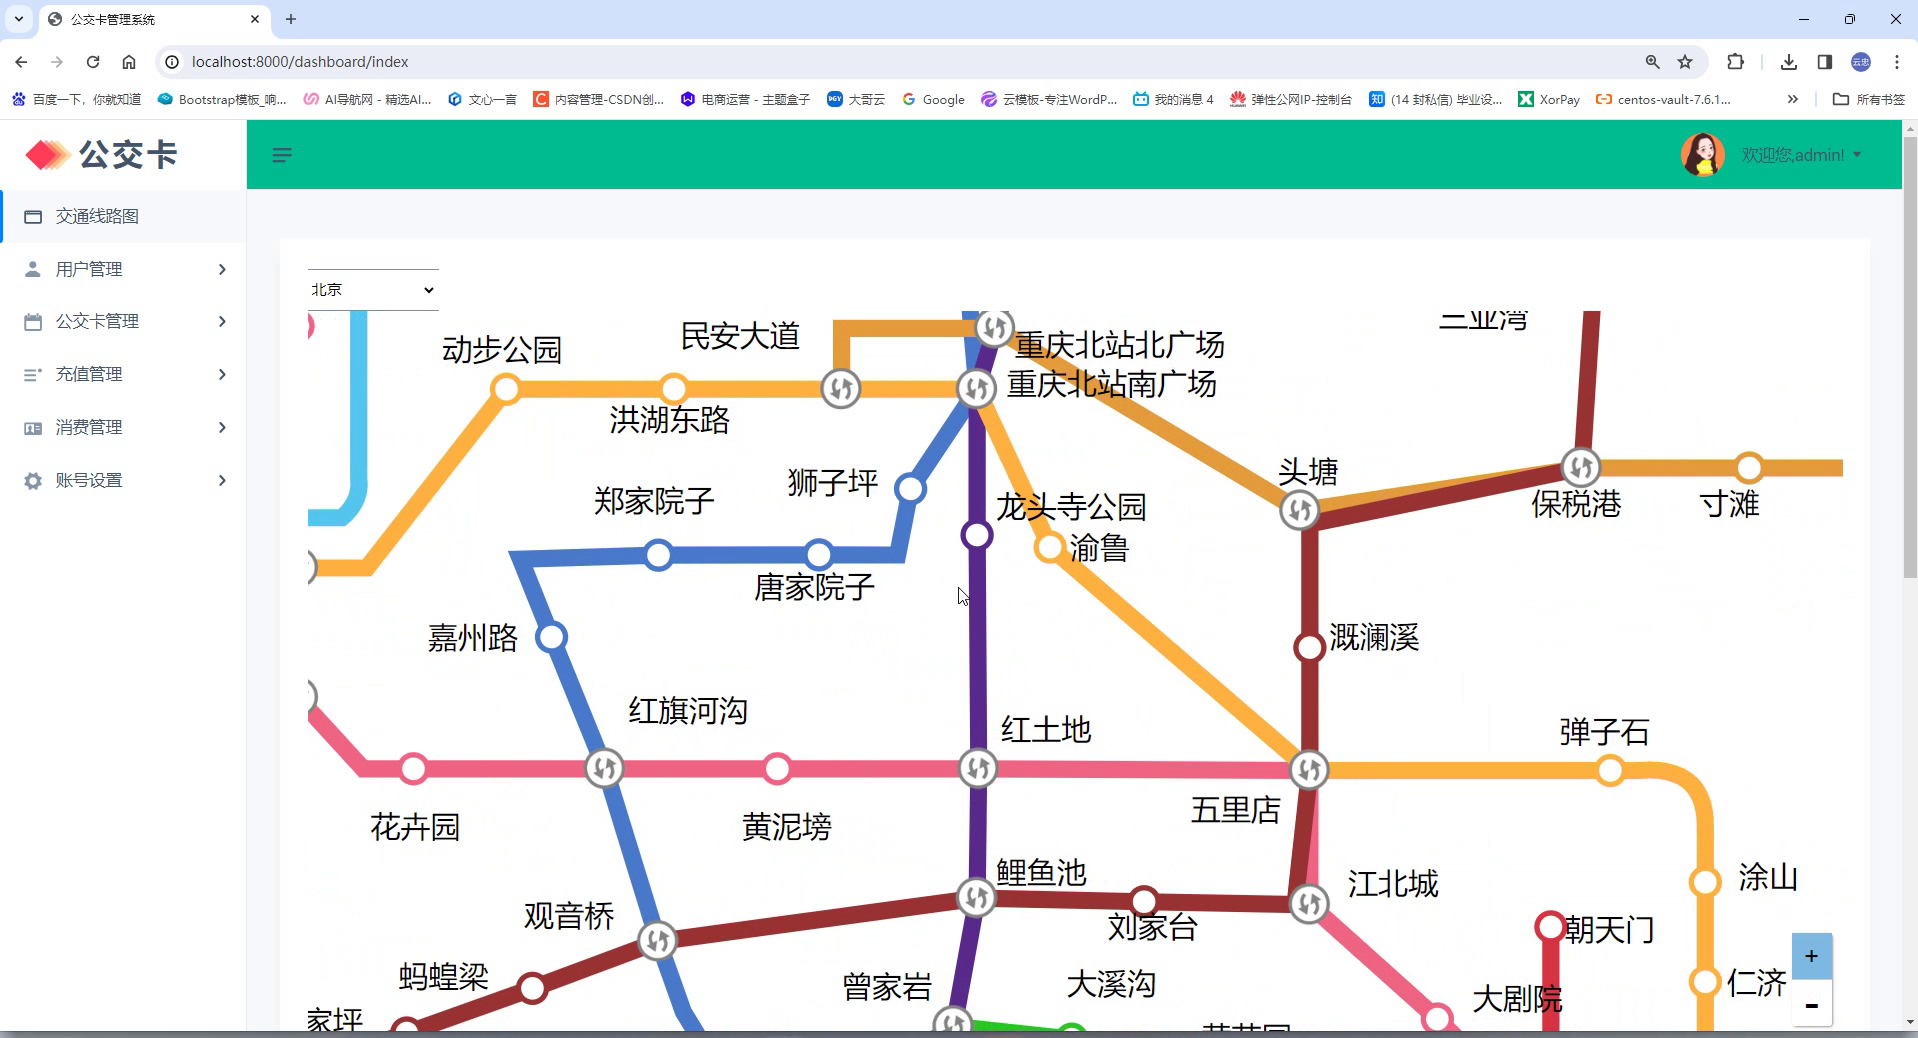 公交卡管理系统
localhost:8000/dashboard/index
云忠
百度一下，你就知道
Bootstrap模板_响...
AI导航网 - 精选AI...
文心一言
内容管理-CSDN创...
电商运营 - 主题盒子
大哥云
Google
云模板-专注WordP...
我的消息 4
弹性公网IP-控制台
(14 封私信) 毕业设...
XorPay
centos-vault-7.6.1...
所有书签
公交卡
欢迎您,admin!
交通线路图
用户管理
公交卡管理
充值管理
消费管理
账号设置
北京
三亚湾
民安大道
重庆北站北广场
动步公园
重庆北站南广场
洪湖东路
头塘
狮子坪
郑家院子
龙头寺公园
保税港
寸滩
渝鲁
唐家院子
嘉州路
溉澜溪
红旗河沟
红土地
弹子石
五里店
花卉园
黄泥塝
鲤鱼池
江北城
涂山
观音桥
刘家台
朝天门
蚂蝗梁
曾家岩
大溪沟
仁济
大剧院
家坪
+
-